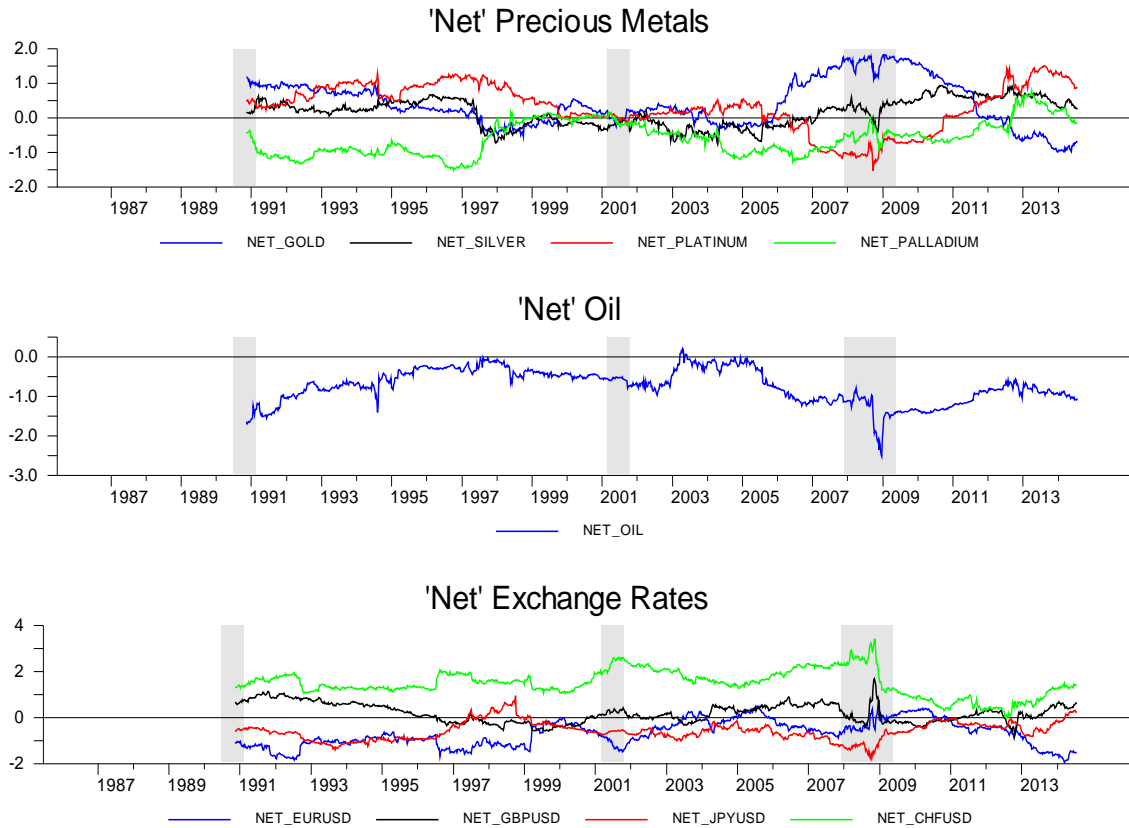 'Net' Precious Metals
2.0
1.0
0.0
-1.0
-2.0
1987 1989 1991 1993 1995 1997 1999 2001 2003 2005 2007 2009 2011 2013
NET_GOLD NET_SILVER NET_PLATINUM NET_PALLADIUM
'Net' Oil
0.0
-1.0
-2.0
-3.0
1987 1989 1991 1993 1995 1997 1999 2001 2003 2005 2007 2009 2011 2013
NET_OIL
'Net' Exchange Rates
4
2
0
-2
1987 1989 1991 1993 1995 1997 1999 2001 2003 2005 2007 2009 2011 2013
NET_EURUSD NET_GBPUSD NET_JPYUSD NET_CHFUSD